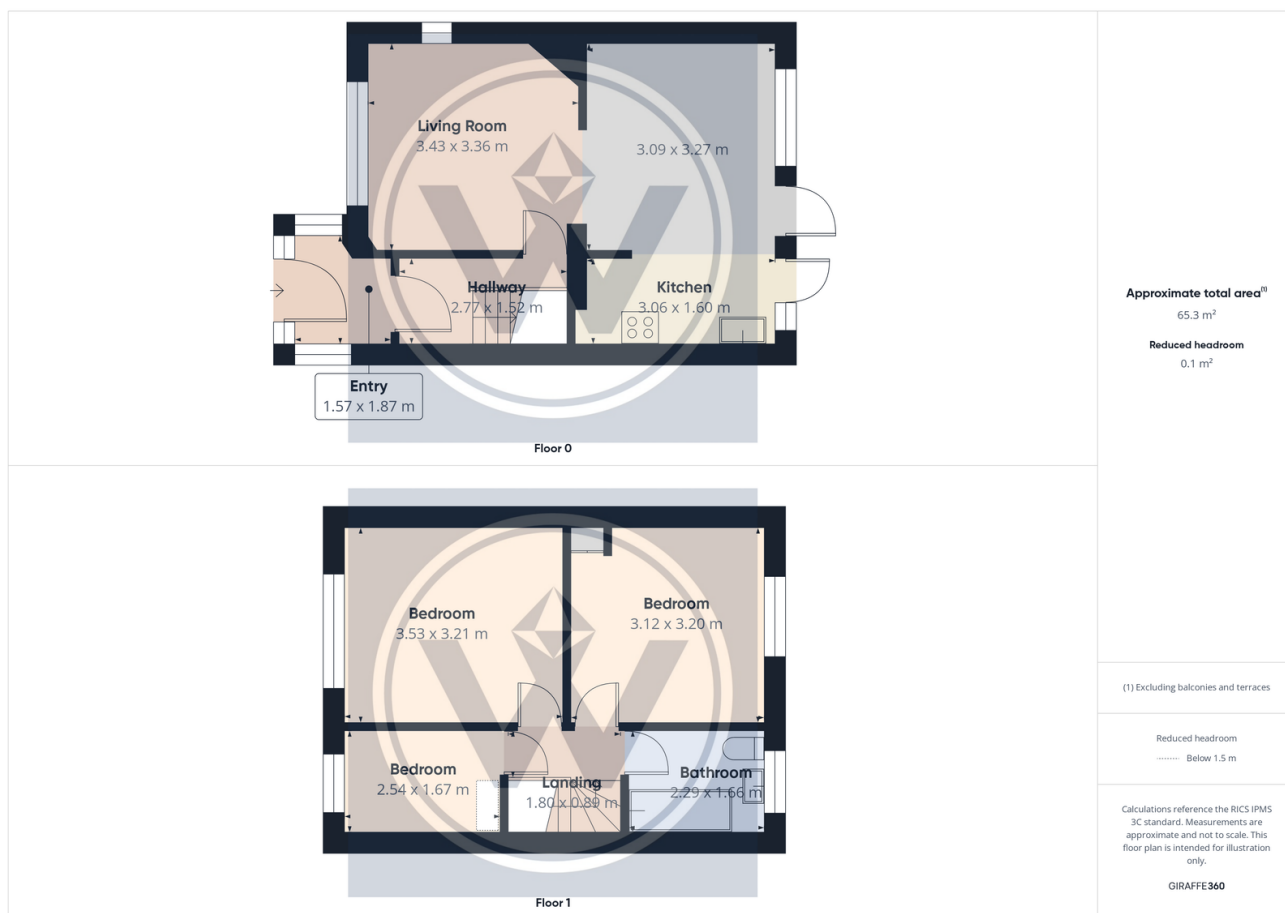 Living Room
3.43 x 3.36 m
3.09 x 3.27 m
Hallway
2.77 x 1.52 m
Kitchen
3.06 x 1.60 m
Entry
1.57 x 1.87 m
Floor 0
Bedroom
3.53 x 3.21 m
Bedroom
3.12 x 3.20 m
Bedroom
2.54 x 1.67 m
Landing
1.80 x 0.89 m
Bathroom
2.29 x 1.66 m
Floor 1
Approximate total area(1)
65.3 m²
Reduced headroom
0.1 m²
(1) Excluding balconies and terraces
Reduced headroom
Below 1.5 m
Calculations reference the RICS IPMS
3C standard. Measurements are
approximate and not to scale. This
floor plan is intended for illustration
only.
GIRAFFE360